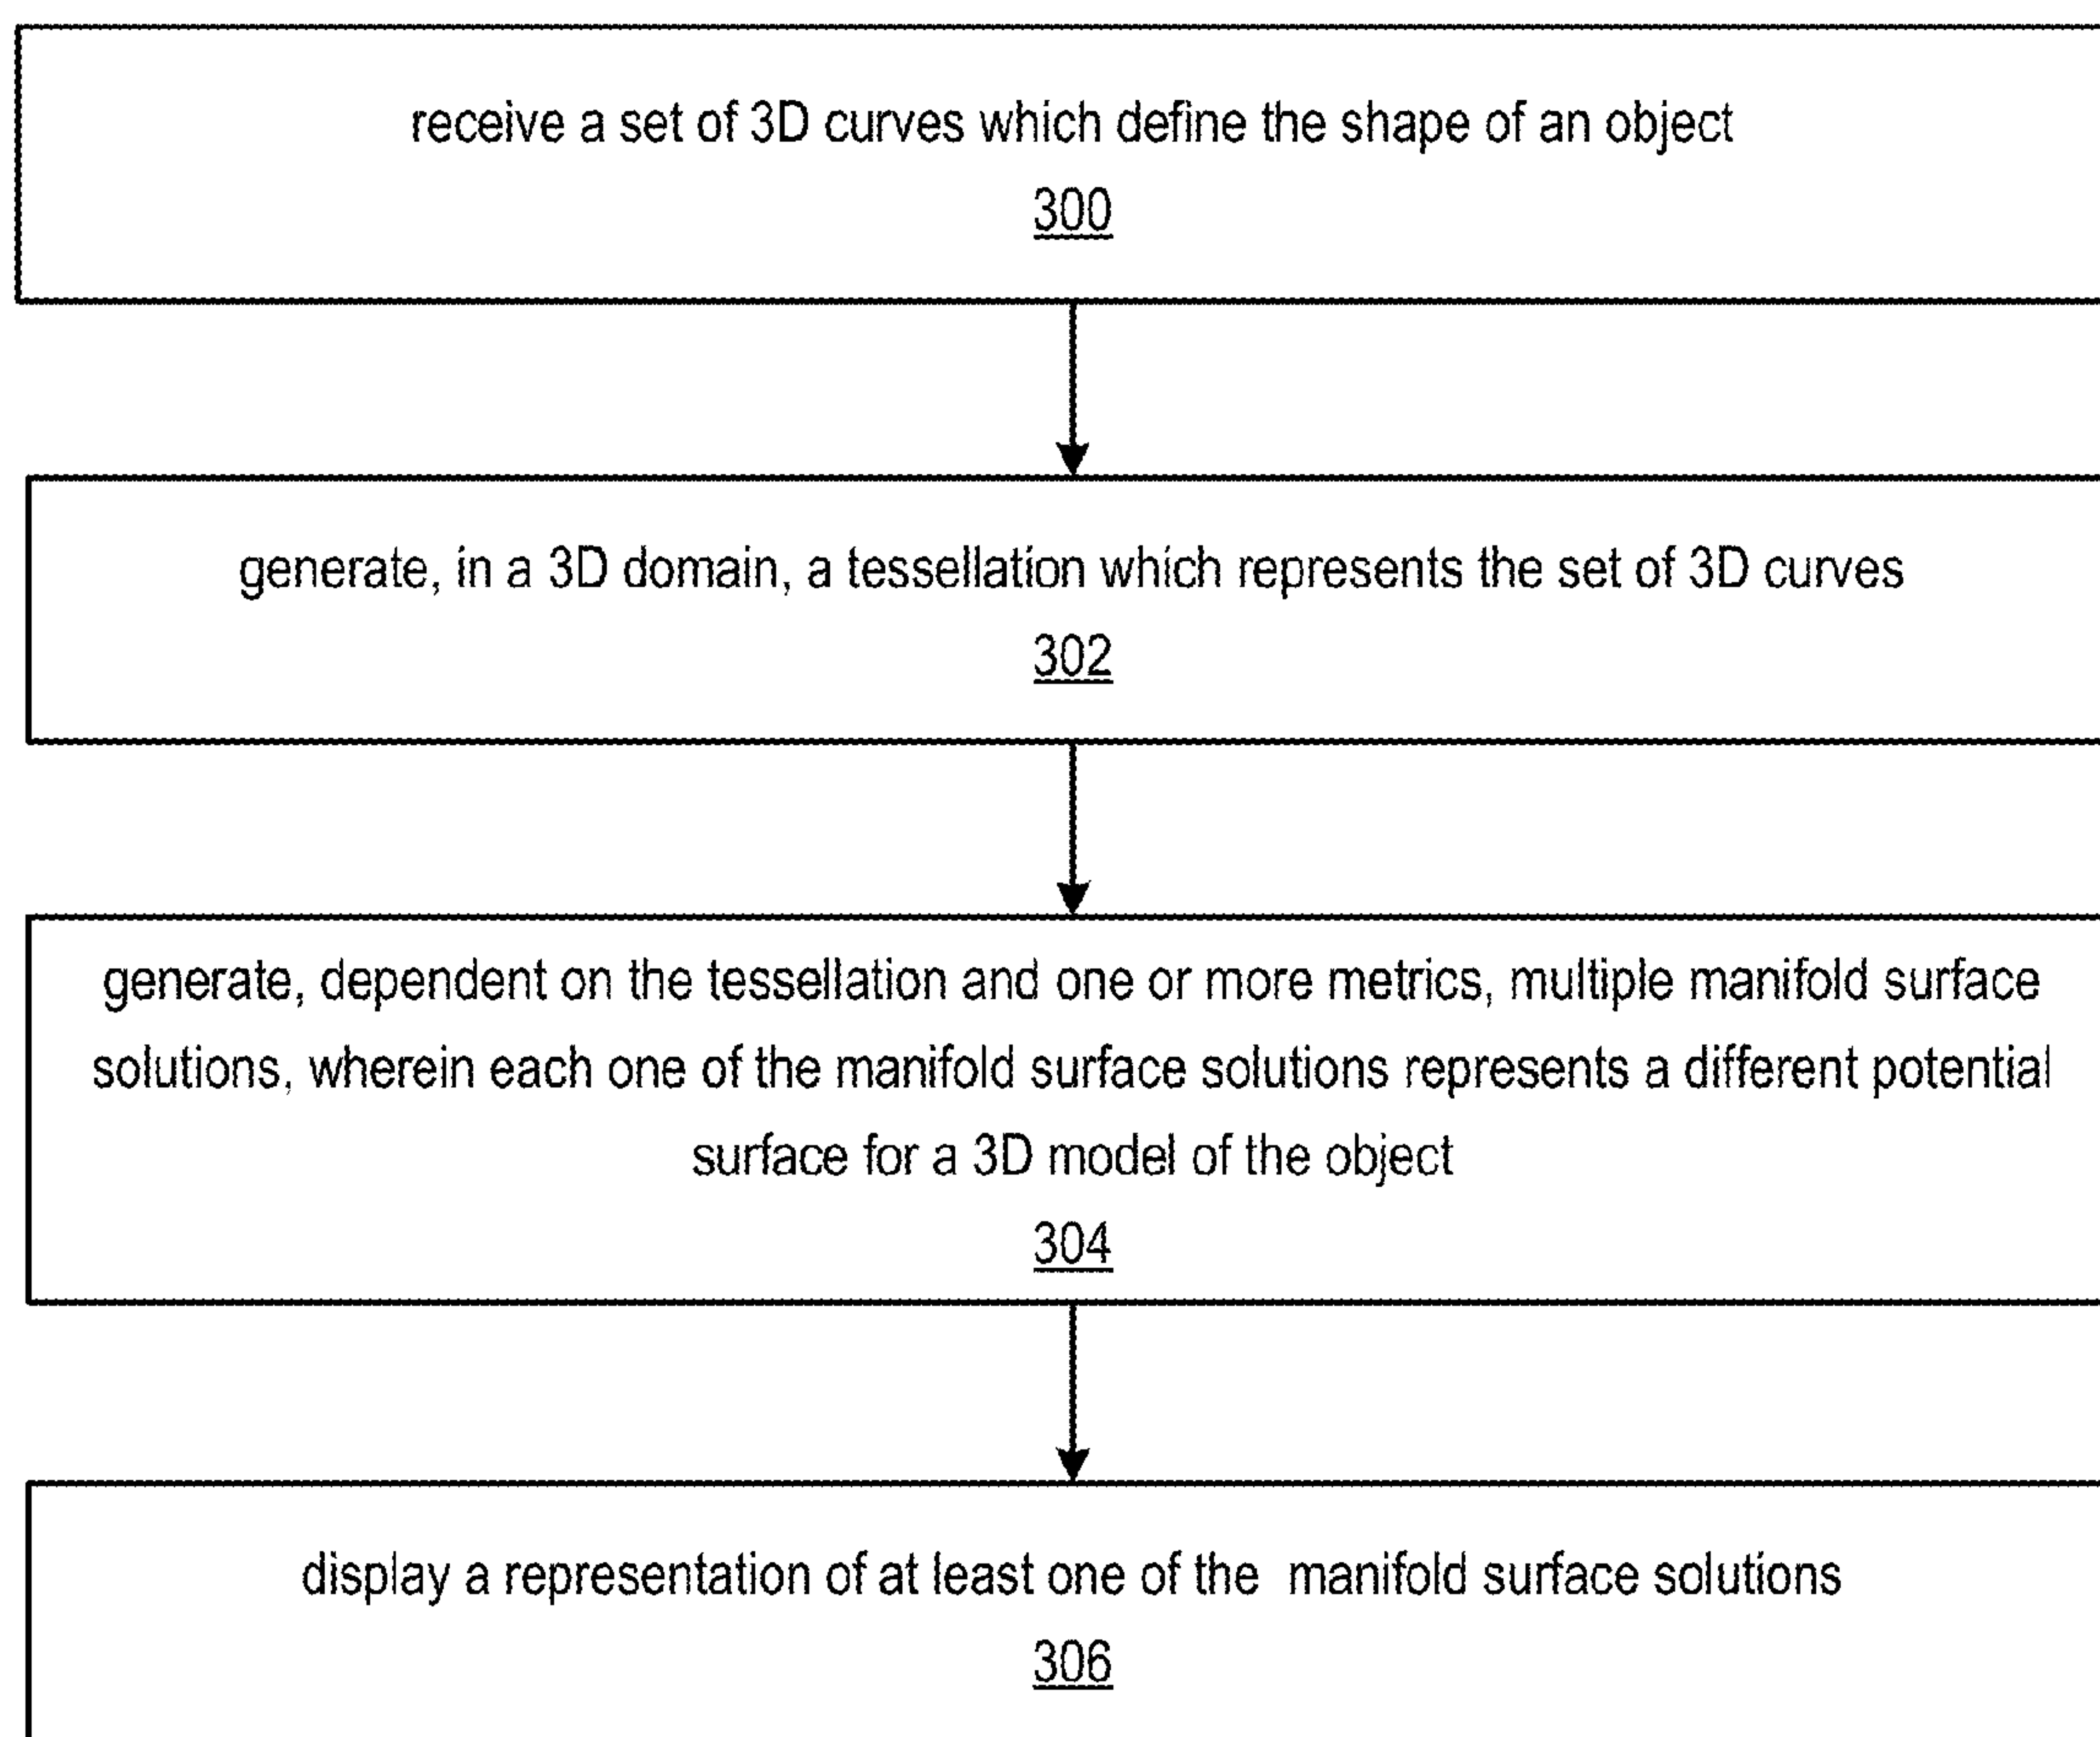 receive a set of 3D curves which define the shape of an object
300
generate, in a 3D domain, a tessellation which represents the set of 3D curves
302
generate, dependent on the tessellation and one or more metrics, multiple manifold surface
solutions, wherein each one of the manifold surface solutions represents a different potential
surface for a 3D model of the object
304
display a representation of at least one of the manifold surface solutions
306